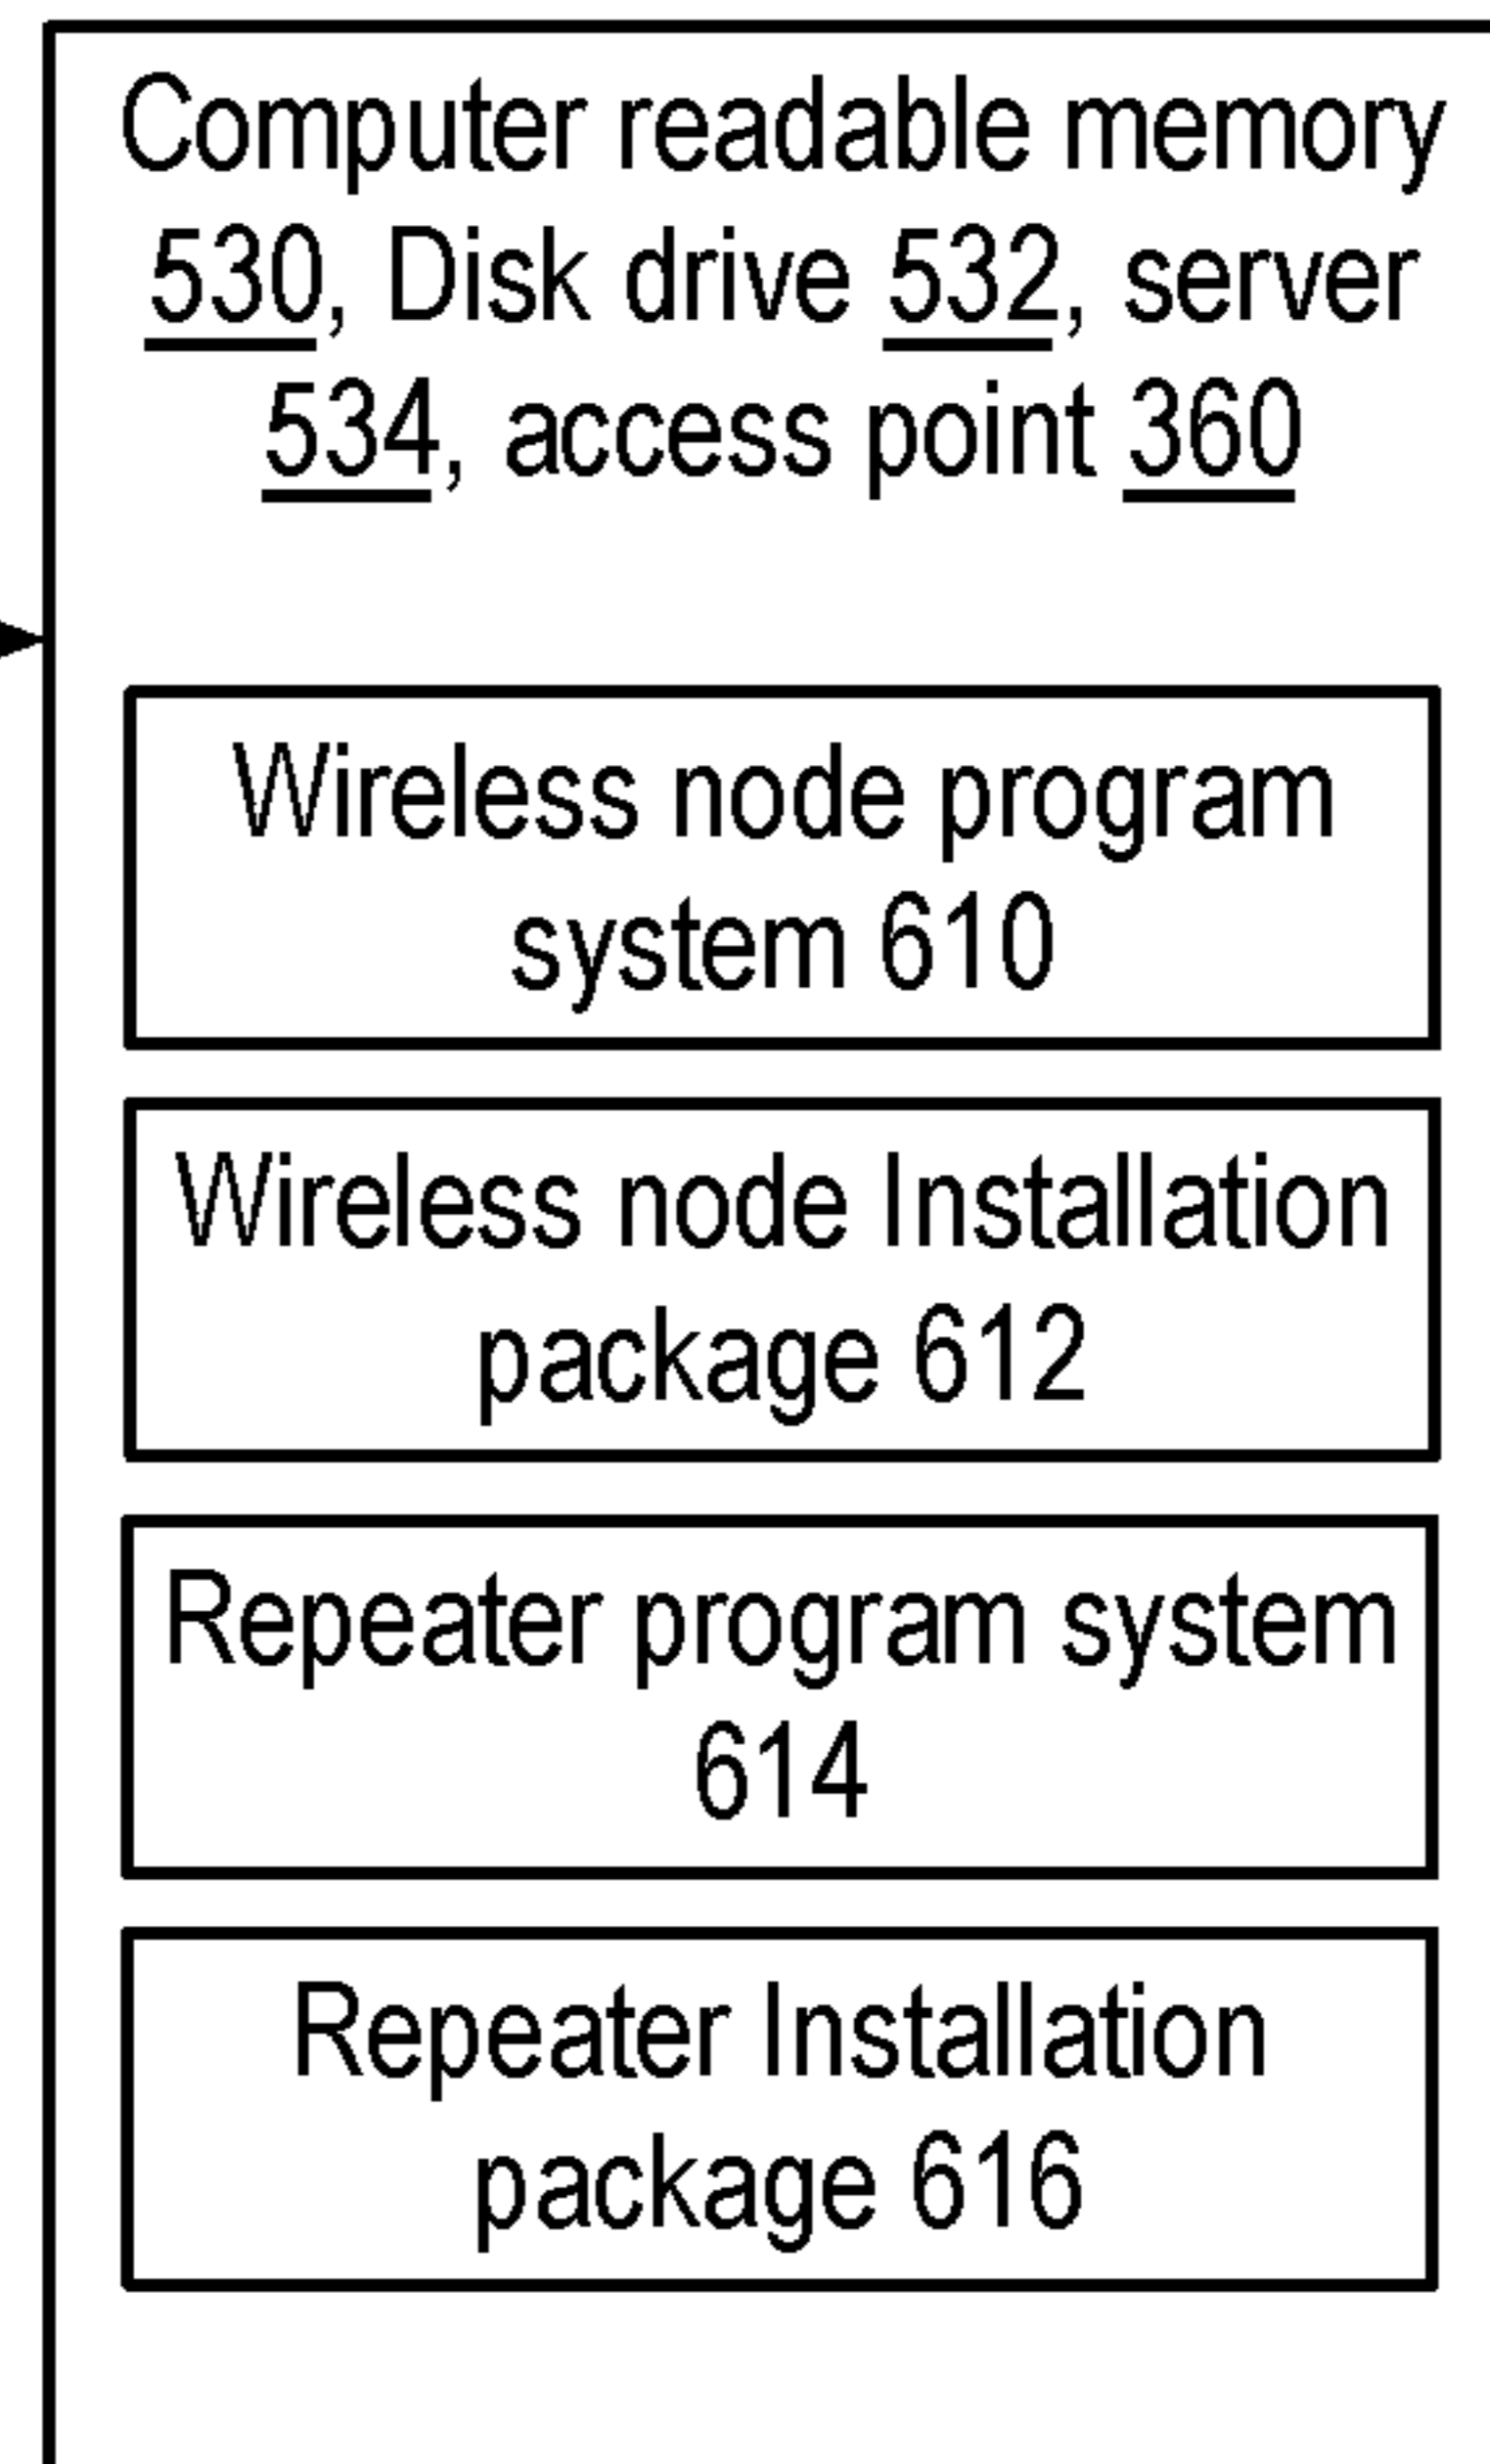 Computer readable memory
530, Disk drive 532, server
534, access point 360
Wireless node program
system 610
Wireless node Installation
package 612
Repeater program system
614
Repeater Installation
package 616